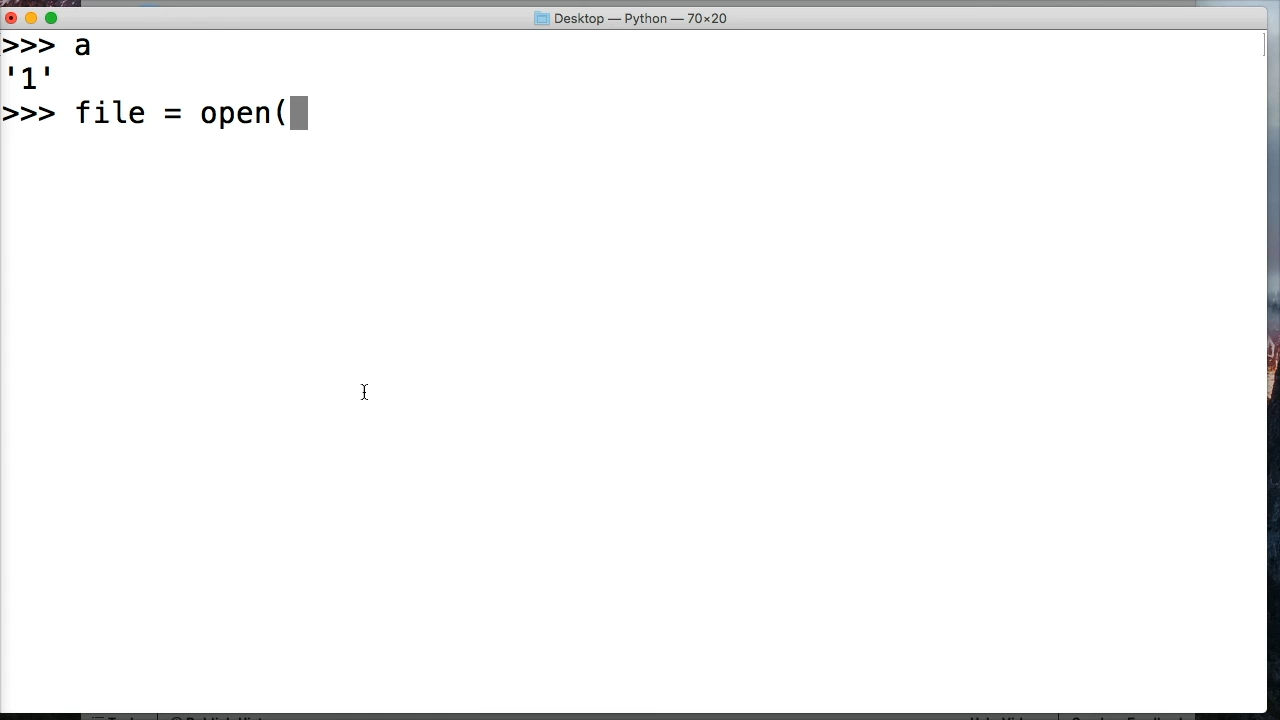 Desktop — Python — 70×20
>>> a
'1'
>>> file = open(